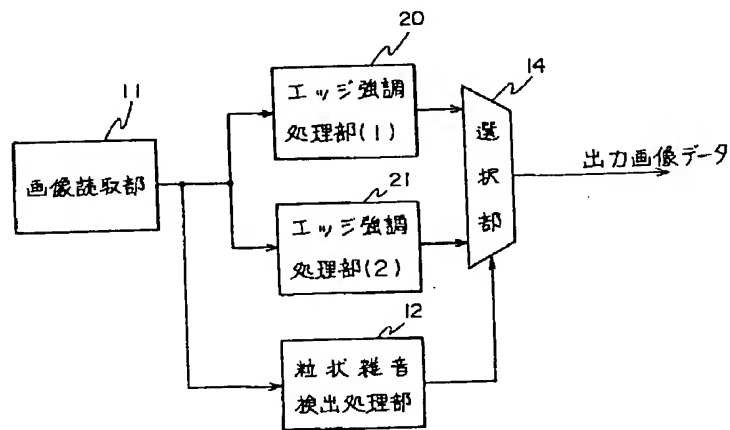 20
エッジ強調
処理部(1)
14
選
択
部
11
画像読取部
出力画像データ
21
エッジ強調
処理部(2)
12
粒状雑音
検出処理部